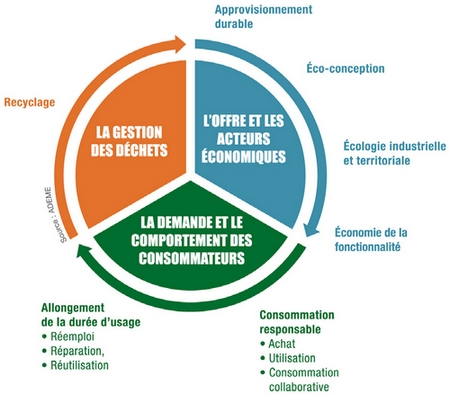 Approvisionnement
durable
Éco-conception
Recyclage
LA GESTION
DES DÉCHETS
L'OFFRE ET LES
ACTEURS
ÉCONOMIQUES
Écologie industrielle
et territoriale
LA DEMANDE ET LE
COMPORTEMENT DES
CONSOMMATEURS
Économie de la
fonctionnalité
Source : ADEME
Allongement
de la durée d'usage
• Réemploi
• Réparation,
• Réutilisation
Consommation
responsable
• Achat
• Utilisation
• Consommation
collaborative